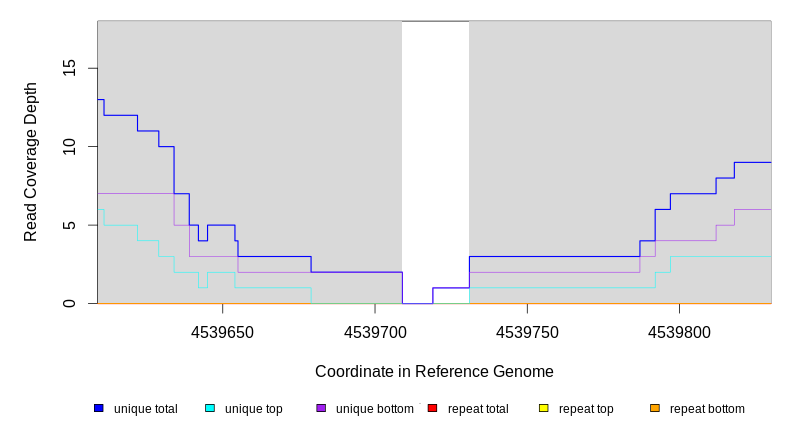 Read Coverage Depth
15
10
5
0
4539650 4539700 4539750 4539800
Coordinate in Reference Genome
unique total unique top unique bottom repeat total repeat top repeat bottom